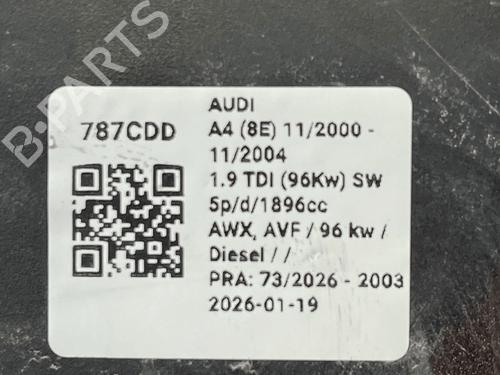 787CDD
AUDI
A4 (8E) 11/2000 -
11/2004
1.9 TDI (96Kw) SW
5p/d/1896cc
AWX, AVF / 96 kw /
Diesel / /
PRA: 73/2026 - 2003
2026-01-19
B-PARTS